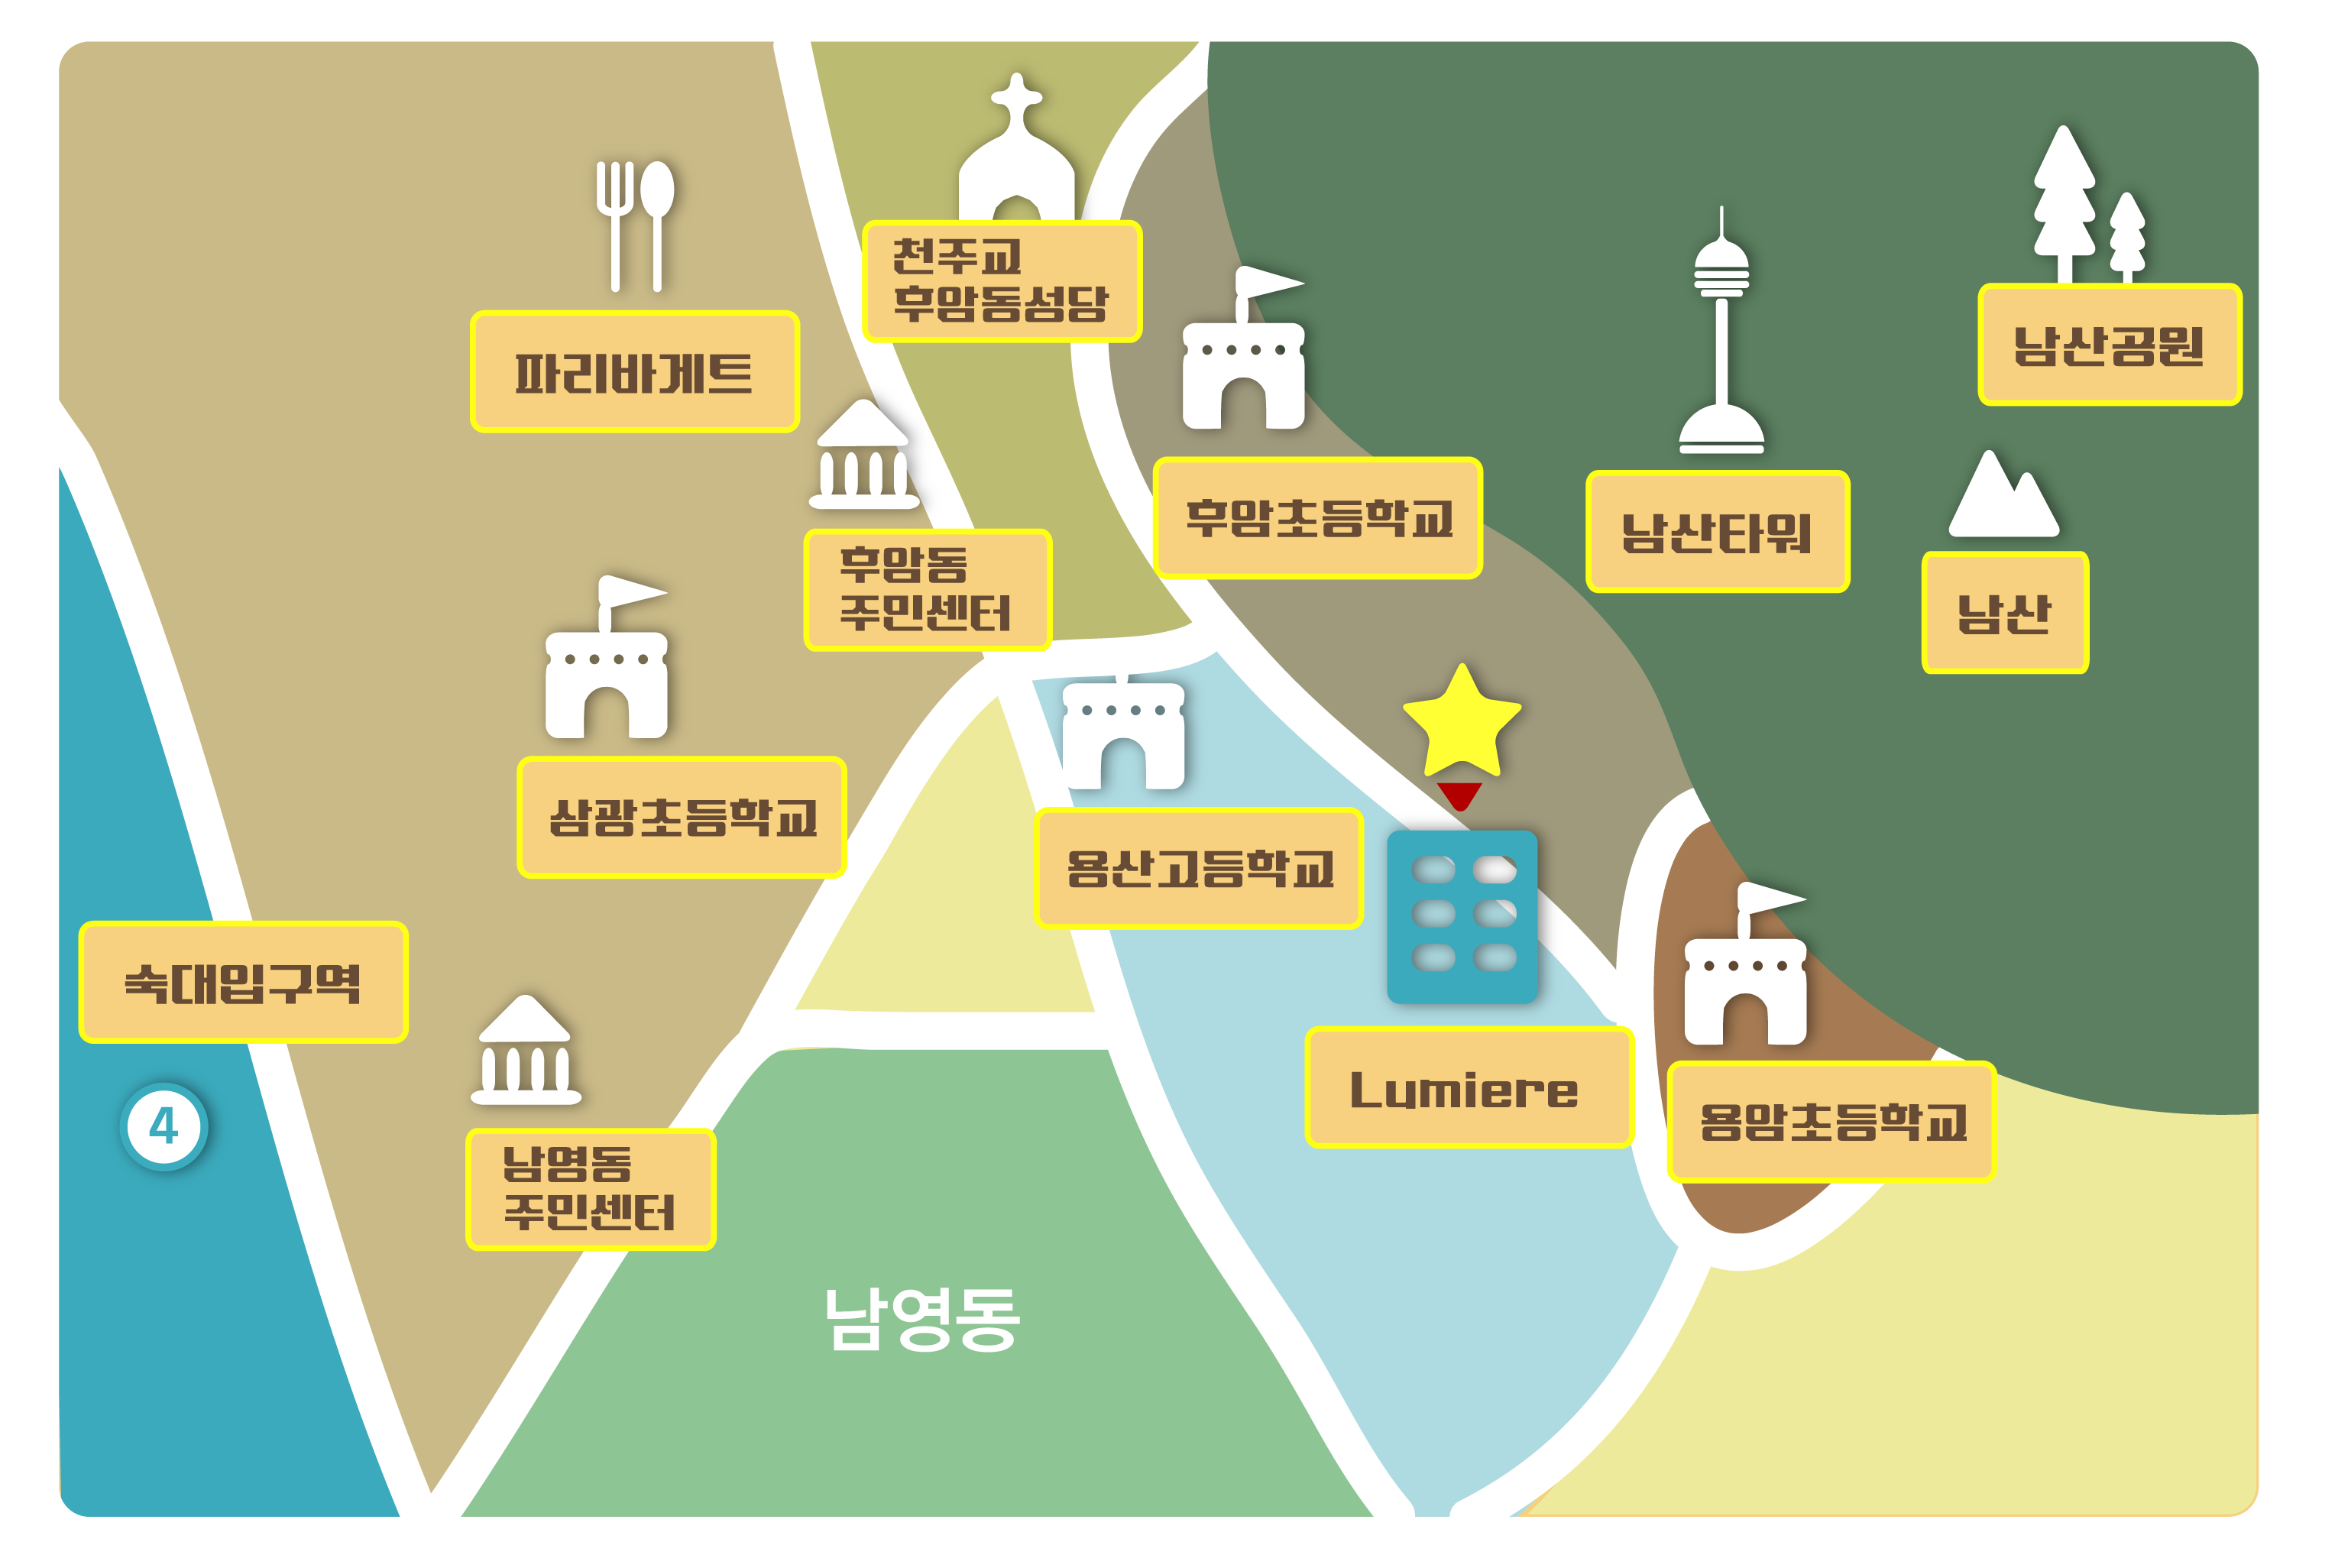 천주교
후암동성당
파리바게트
남산공원
후암초등학교
남산타워
후암동
주민센터
남산
삼광초등학교
용산고등학교
숙대입구역
4
Lumiere
용암초등학교
남영동
주민센터
남영동